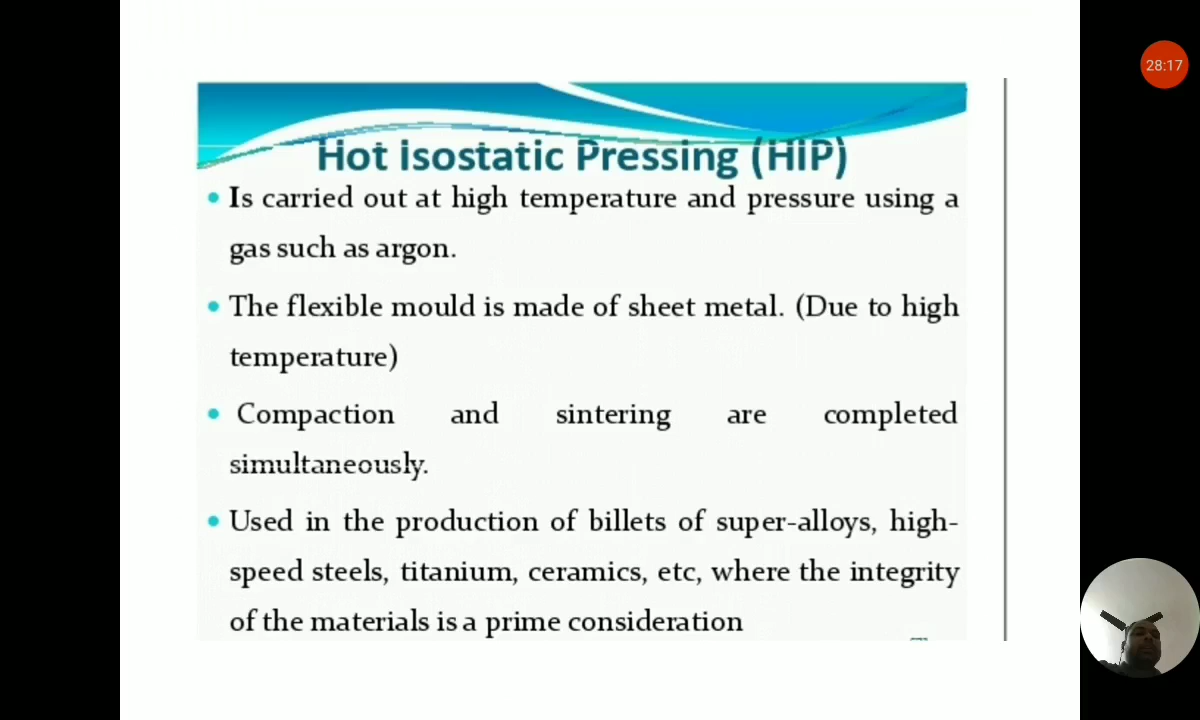 28:17
Hot isostatic Pressing (HIP)
• Is carried out at high temperature and pressure using a
gas such as argon.
• The flexible mould is made of sheet metal. (Due to high
temperature)
• Compaction and sintering are completed
simultaneously.
• Used in the production of billets of super-alloys, high-
speed steels, titanium, ceramics, etc, where the integrity
of the materials is a prime consideration